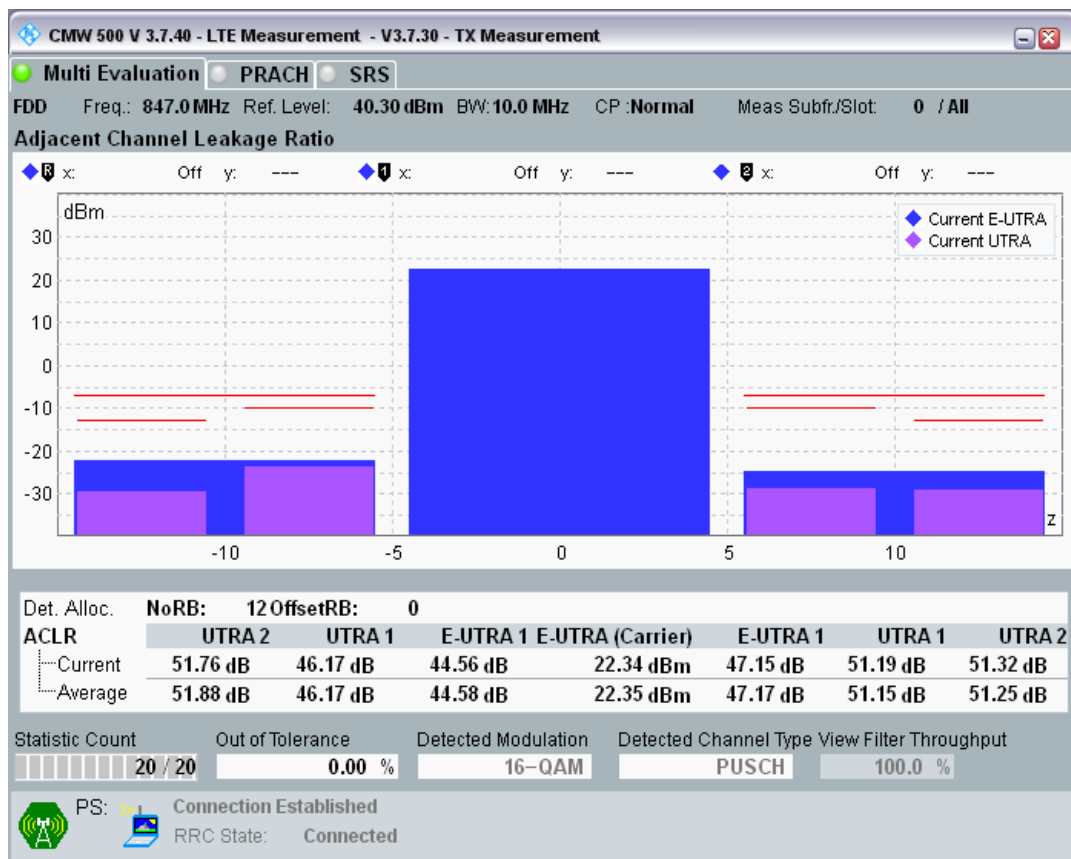 CMW 500 V 3.7.40 - LTE Measurement - V3.7.30 - TX Measurement
Multi Evaluation PRACH SRS
FDD Freq.: 847.0 MHz Ref. Level: 40.30 dBm BW: 10.0 MHz CP :Normal Meas Subfr./Slot: 0 / All
Adjacent Channel Leakage Ratio
R x: Off y: --- 1 x: Off y: --- 2 x: Off y: ---
dBm
Current E-UTRA
Current UTRA
30
20
10
0
-10
-20
-30
z
-10 -5 0 5 10
Det. Alloc. NoRB: 12 OffsetRB: 0
ACLR UTRA 2 UTRA 1 E-UTRA 1 E-UTRA (Carrier) E-UTRA 1 UTRA 1 UTRA 2
Current 51.76 dB 46.17 dB 44.56 dB 22.34 dBm 47.15 dB 51.19 dB 51.32 dB
Average 51.88 dB 46.17 dB 44.58 dB 22.35 dBm 47.17 dB 51.15 dB 51.25 dB
Statistic Count Out of Tolerance Detected Modulation Detected Channel Type View Filter Throughput
20 / 20 0.00 % 16-QAM PUSCH 100.0 %
PS: Connection Established
RRC State: Connected